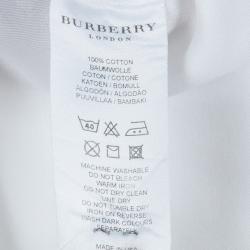 BURBERRY
LONDON
100% COTTON
BAUMWOLLE
COTON / COTONE
KATOEN / BOMULL
ALGODÓN / ALGODÃO
PUUVILLAA / BAMBAKI
40
MACHINE WASHABLE
DO NOT BLEACH
WARM IRON
DO NOT DRY CLEAN
LINE DRY
DO NOT TUMBLE DRY
IRON ON REVERSE
WASH DARK COLOURS
SEPARATELY
MADE IN